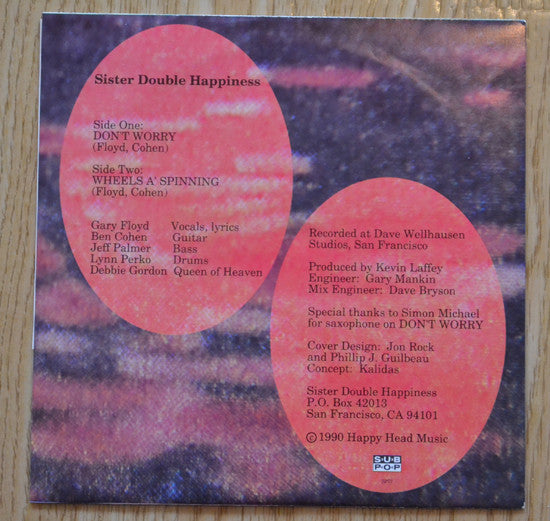 Sister Double Happiness
Side One:
DON'T WORRY
(Floyd, Cohen)
Side Two:
WHEELS A' SPINNING
(Floyd, Cohen)
Gary Floyd Vocals, lyrics
Ben Cohen Guitar
Jeff Palmer Bass
Lynn Perko Drums
Debbie Gordon Queen of Heaven
Recorded at Dave Wellhausen
Studios, San Francisco
Produced by Kevin Laffey
Engineer: Gary Mankin
Mix Engineer: Dave Bryson
Special thanks to Simon Michael
for saxophone on DON'T WORRY
Cover Design: Jon Rock
and Phillip J. Guilbeau
Concept: Kalidas
Sister Double Happiness
P.O. Box 42013
San Francisco, CA 94101
© 1990 Happy Head Music
SUB
POP